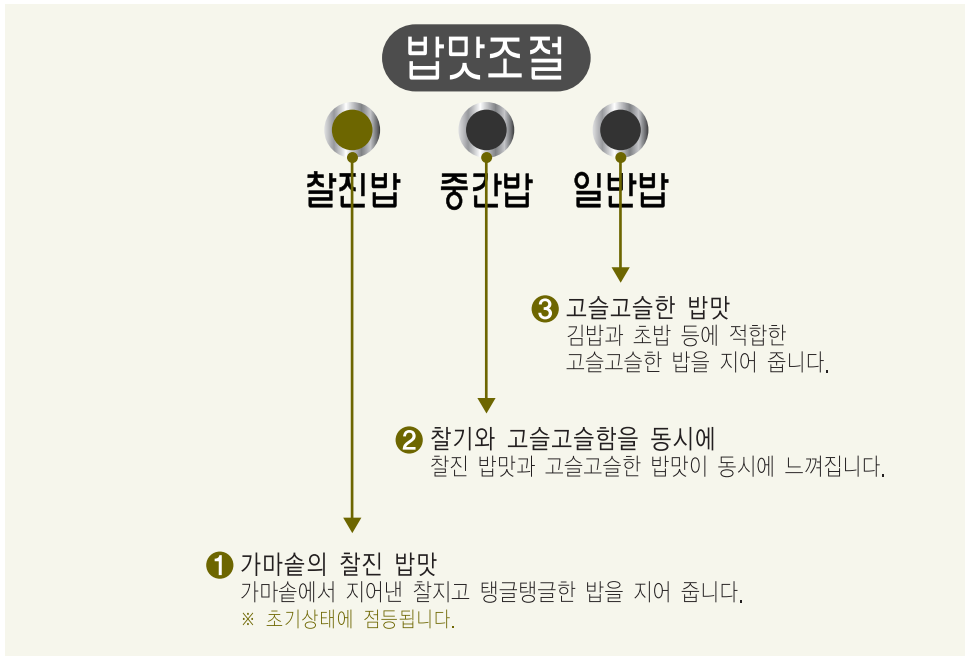 밥맛조절
찰진밥 중간밥 일반밥
❸ 고슬고슬한 밥맛
김밥과 초밥 등에 적합한
고슬고슬한 밥을 지어 줍니다.
❷ 찰기와 고슬고슬함을 동시에
찰진 밥맛과 고슬고슬한 밥맛이 동시에 느껴집니다.
❶ 가마솥의 찰진 밥맛
가마솥에서 지어낸 찰지고 탱글탱글한 밥을 지어 줍니다.
※ 초기상태에 점등됩니다.